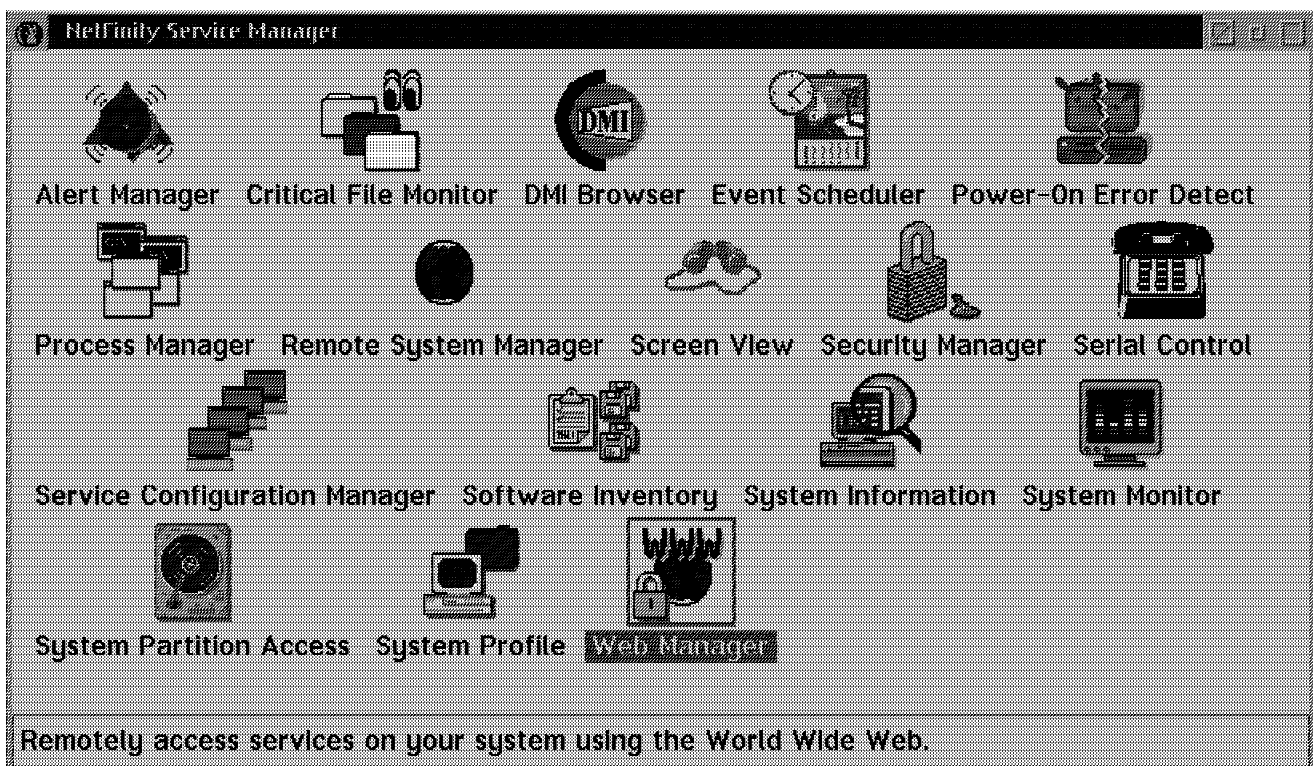 NetFinity Service Manager
DMI
Alert Manager Critical File Monitor DMI Browser Event Scheduler Power-On Error Detect
Process Manager Remote System Manager Screen View Security Manager Serial Control
Service Configuration Manager Software Inventory System Information System Monitor
WWW
System Partition Access System Profile Web Manager
Remotely access services on your system using the World Wide Web.